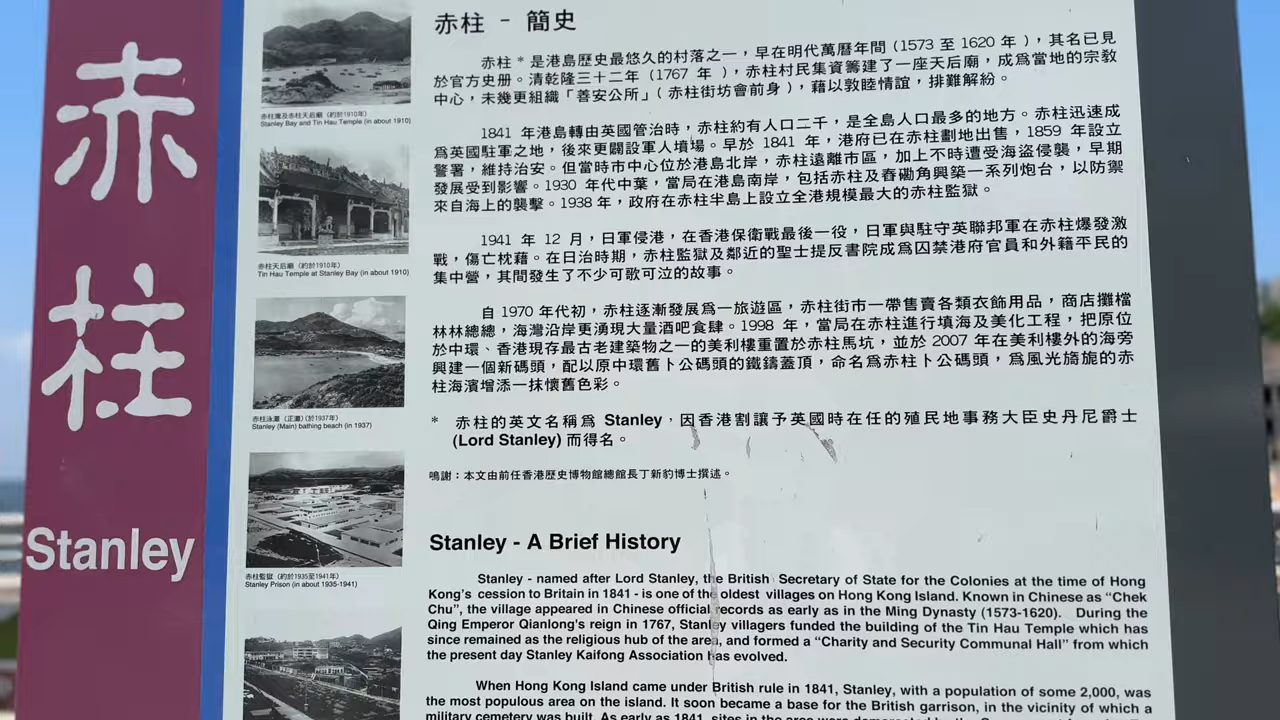 赤柱
Stanley
赤柱灣及赤柱天后廟（約於1910年）
Stanley Bay and Tin Hau Temple (in about 1910)
赤柱天后廟（約於1910年）
Tin Hau Temple at Stanley Bay (in about 1910)
赤柱泳灘（正灘）（於1937年）
Stanley (Main) bathing beach (in 1937)
赤柱監獄（約於1935至1941年）
Stanley Prison (in about 1935-1941)
赤柱 - 簡史
赤柱 * 是港島歷史最悠久的村落之一，早在明代萬曆年間 (1573 至 1620 年 )，其名已見
於官方史册。清乾隆三十二年 (1767 年 )，赤柱村民集資籌建了一座天后廟，成爲當地的宗教
中心，未幾更組織「善安公所」( 赤柱街坊會前身 )，藉以敦睦情誼，排難解紛。
1841 年港島轉由英國管治時，赤柱約有人口二千，是全島人口最多的地方。赤柱迅速成
爲英國駐軍之地，後來更闢設軍人墳場。早於 1841 年，港府已在赤柱劃地出售，1859 年設立
警署，維持治安。但當時市中心位於港島北岸，赤柱遠離市區，加上不時遭受海盜侵襲，早期
發展受到影響。1930 年代中葉，當局在港島南岸，包括赤柱及舂磡角興築一系列炮台，以防禦
來自海上的襲擊。1938 年，政府在赤柱半島上設立全港規模最大的赤柱監獄。
1941 年 12 月，日軍侵港，在香港保衛戰最後一役，日軍與駐守英聯邦軍在赤柱爆發激
戰，傷亡枕藉。在日治時期，赤柱監獄及鄰近的聖士提反書院成爲囚禁港府官員和外籍平民的
集中營，其間發生了不少可歌可泣的故事。
自 1970 年代初，赤柱逐漸發展爲一旅遊區，赤柱街市一帶售賣各類衣飾用品，商店攤檔
林林總總，海灣沿岸更湧現大量酒吧食肆。1998 年，當局在赤柱進行填海及美化工程，把原位
於中環、香港現存最古老建築物之一的美利樓重置於赤柱馬坑，並於 2007 年在美利樓外的海旁
興建一個新碼頭，配以原中環舊卜公碼頭的鐵鑄蓋頂，命名爲赤柱卜公碼頭，爲風光旖旎的赤
柱海濱增添一抹懷舊色彩。
* 赤柱的英文名稱爲 Stanley，因香港割讓予英國時在任的殖民地事務大臣史丹尼爵士
(Lord Stanley) 而得名。
鳴謝：本文由前任香港歷史博物館總館長丁新豹博士撰述。
Stanley - A Brief History
Stanley - named after Lord Stanley, the British Secretary of State for the Colonies at the time of Hong
Kong's cession to Britain in 1841 - is one of the oldest villages on Hong Kong Island. Known in Chinese as “Chek
Chu”, the village appeared in Chinese official records as early as in the Ming Dynasty (1573-1620). During the
Qing Emperor Qianlong's reign in 1767, Stanley villagers funded the building of the Tin Hau Temple which has
since remained as the religious hub of the area, and formed a “Charity and Security Communal Hall” from which
the present day Stanley Kaifong Association has evolved.
When Hong Kong Island came under British rule in 1841, Stanley, with a population of some 2,000, was
the most populous area on the island. It soon became a base for the British garrison, in the vicinity of which a
military cemetery was built. As early as 1841, sites in the area were